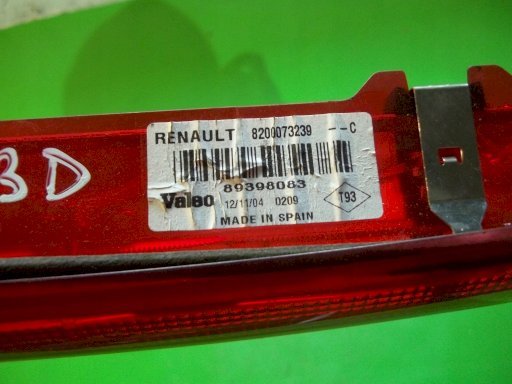 RENAULT 8200073239 --C
89398083
Valeo 12/11/04 0209 T93
MADE IN SPAIN
3D